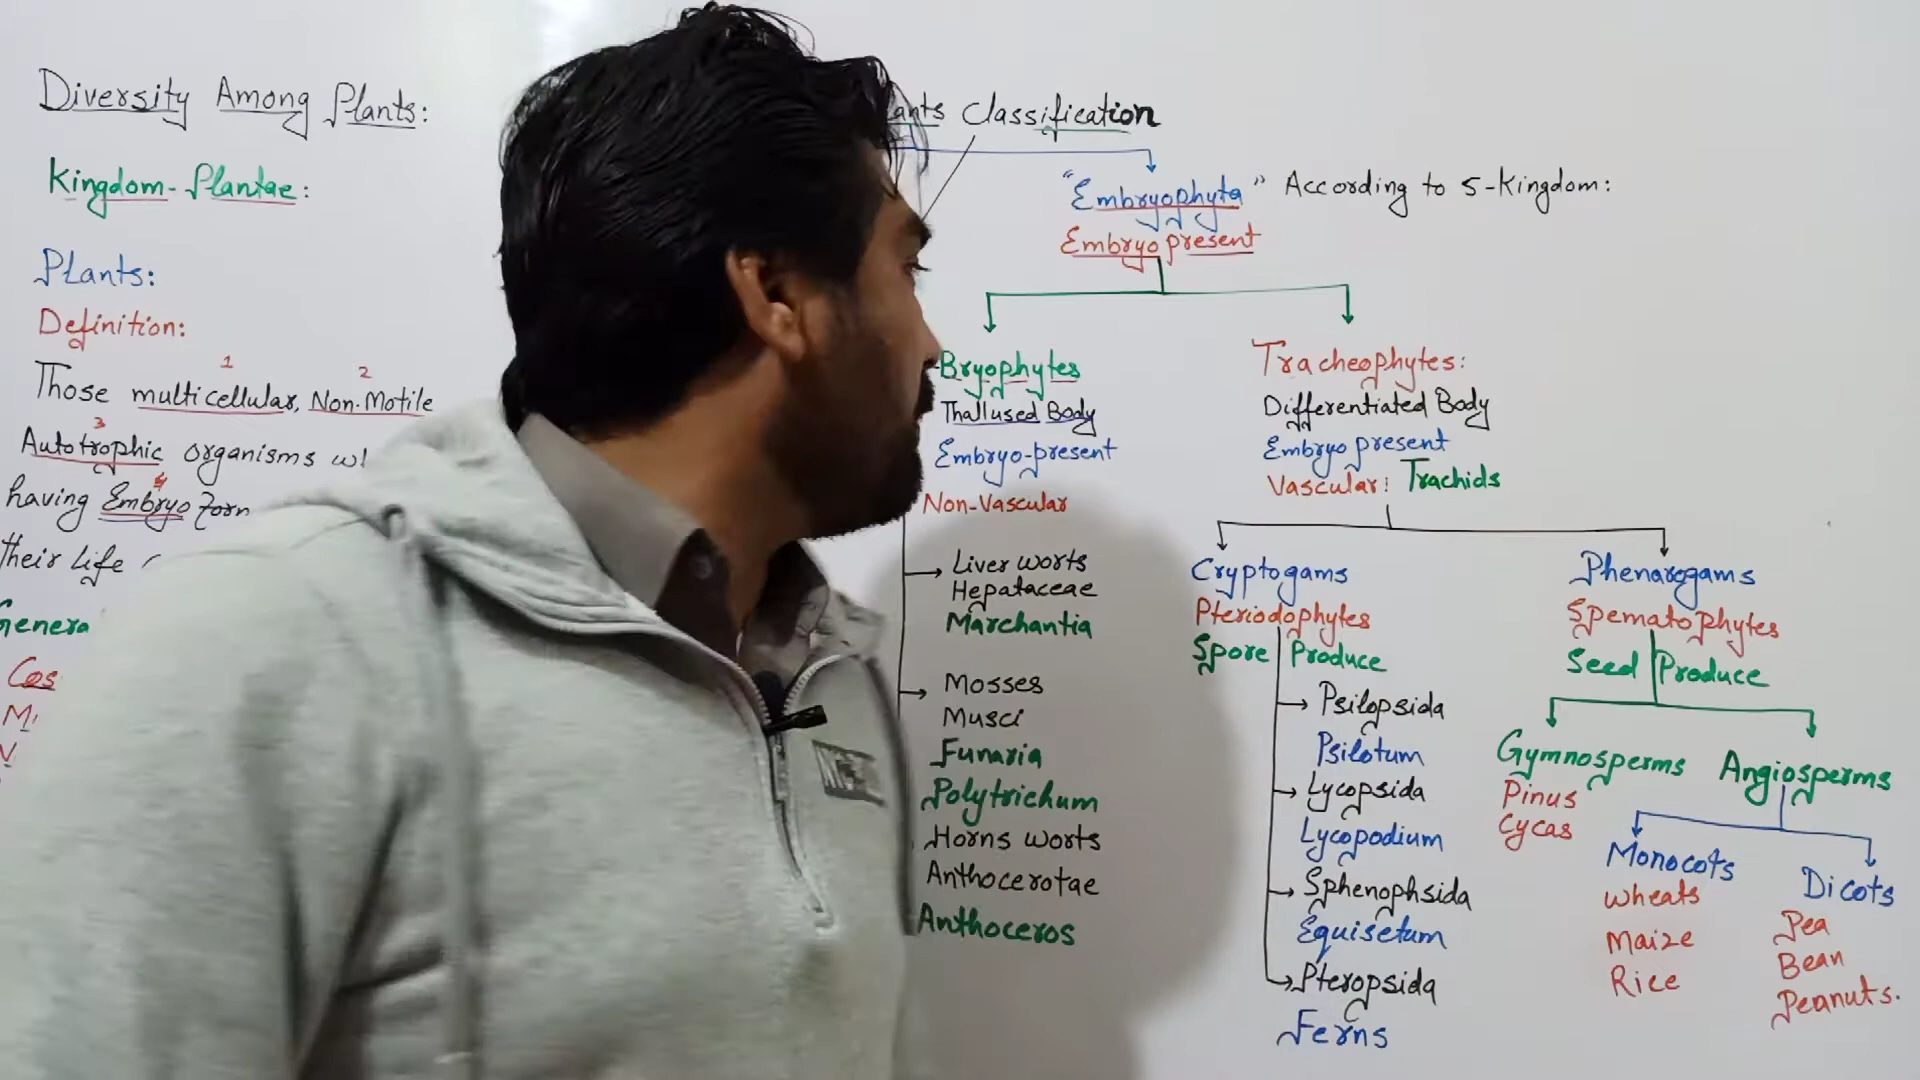 Diversity Among Plants:
Kingdom-Plantae:
Plants:
Definition:
1 2
Those multicellular, Non-Motile
3
Autotrophic organisms
4
having Embryo
their life
Classification
"Embryophyta" According to 5-Kingdom:
Embryo present
Bryophytes
Thallused Body
Embryo-present
Non-Vascular
Liver worts
Hepataceae
Marchantia
Mosses
Musci
Funaria
Polytrichum
Horns worts
Anthocerotae
Anthoceros
Tracheophytes:
Differentiated Body
Embryo present
Vascular: Trachids
Cryptogams
Pteriodophytes
Spore Produce
Psilopsida
Psilotum
Lycopsida
Lycopodium
Sphenophsida
Equisetum
Pteropsida
Ferns
Phenarogams
Spematophytes
Seed Produce
Gymnosperms
Pinus
Cycas
Angiosperms
Monocots
Wheats
Maize
Rice
Dicots
Pea
Bean
Peanuts.